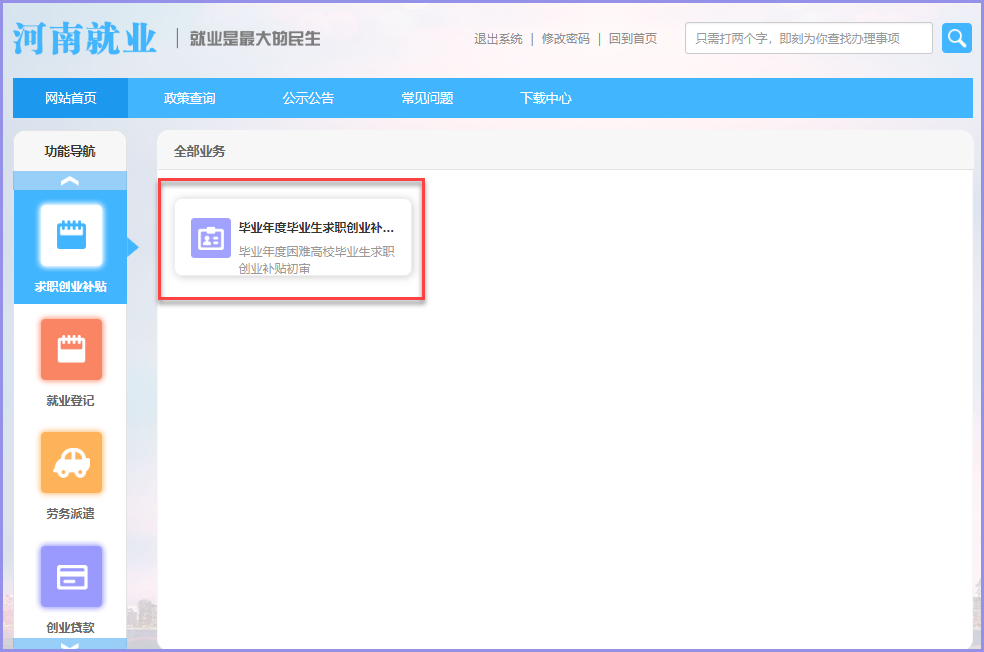 河南就业
就业是最大的民生
退出系统 | 修改密码 | 回到首页
只需打两个字，即刻为你查找办理事项
网站首页 政策查询 公示公告 常见问题 下载中心
功能导航
求职创业补贴
就业登记
劳务派遣
创业贷款
全部业务
毕业年度毕业生求职创业补...
毕业年度困难高校毕业生求职
创业补贴初审